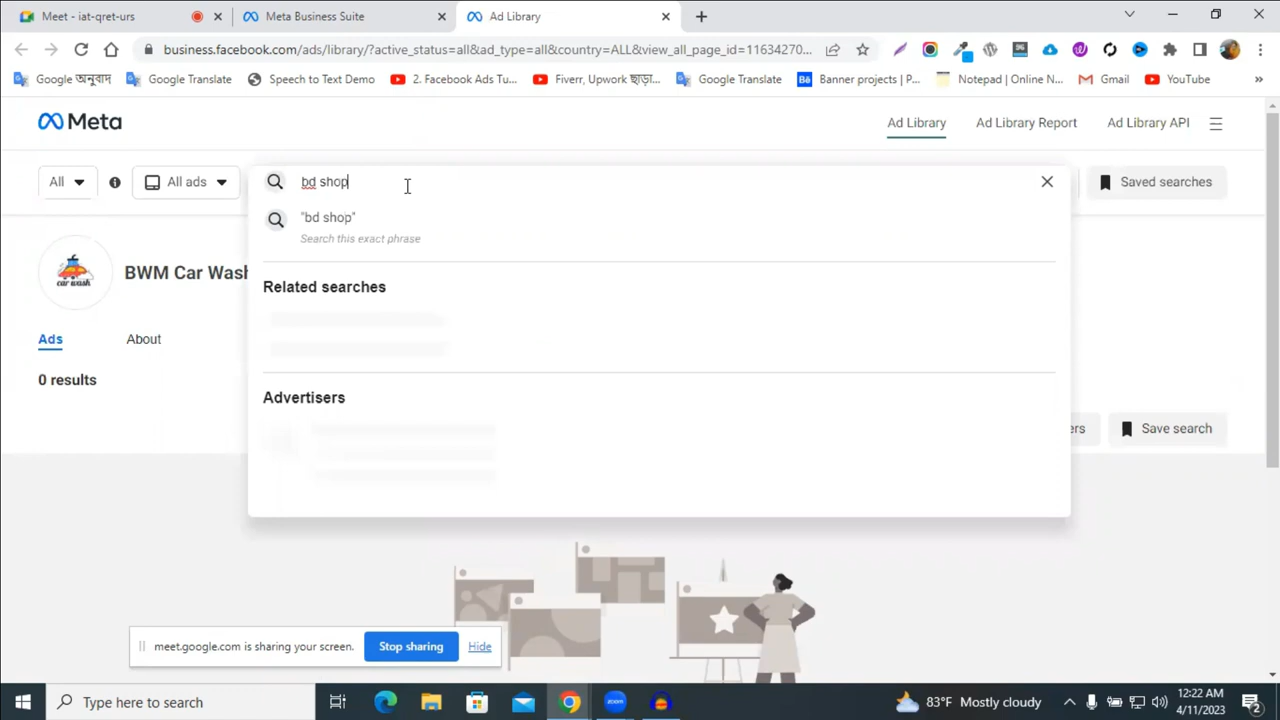 Meet - iat-qret-urs
Meta Business Suite
Ad Library
business.facebook.com/ads/library/?active_status=all&ad_type=all&country=ALL&view_all_page_id=11634270...
Google অনুবাদ
Google Translate
Speech to Text Demo
2. Facebook Ads Tu...
Fiverr, Upwork ছাড়া...
Google Translate
Banner projects | P...
Notepad | Online N...
Gmail
YouTube
Meta
Ad Library
Ad Library Report
Ad Library API
All
All ads
bd shop
Saved searches
"bd shop"
Search this exact phrase
BWM Car Wash
Related searches
Ads
About
0 results
Advertisers
ers
Save search
car wash
meet.google.com is sharing your screen.
Stop sharing
Hide
Type here to search
zoom
83°F Mostly cloudy
12:22 AM
4/11/2023
2